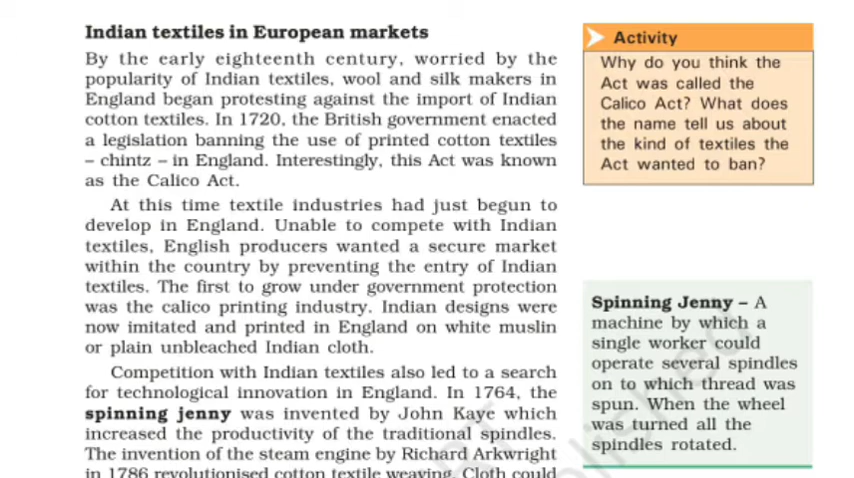 Indian textiles in European markets
By the early eighteenth century, worried by the
popularity of Indian textiles, wool and silk makers in
England began protesting against the import of Indian
cotton textiles. In 1720, the British government enacted
a legislation banning the use of printed cotton textiles
– chintz – in England. Interestingly, this Act was known
as the Calico Act.
At this time textile industries had just begun to
develop in England. Unable to compete with Indian
textiles, English producers wanted a secure market
within the country by preventing the entry of Indian
textiles. The first to grow under government protection
was the calico printing industry. Indian designs were
now imitated and printed in England on white muslin
or plain unbleached Indian cloth.
Competition with Indian textiles also led to a search
for technological innovation in England. In 1764, the
spinning jenny was invented by John Kaye which
increased the productivity of the traditional spindles.
The invention of the steam engine by Richard Arkwright
in 1786 revolutionised cotton textile weaving. Cloth could
Activity
Why do you think the
Act was called the
Calico Act? What does
the name tell us about
the kind of textiles the
Act wanted to ban?
Spinning Jenny – A
machine by which a
single worker could
operate several spindles
on to which thread was
spun. When the wheel
was turned all the
spindles rotated.